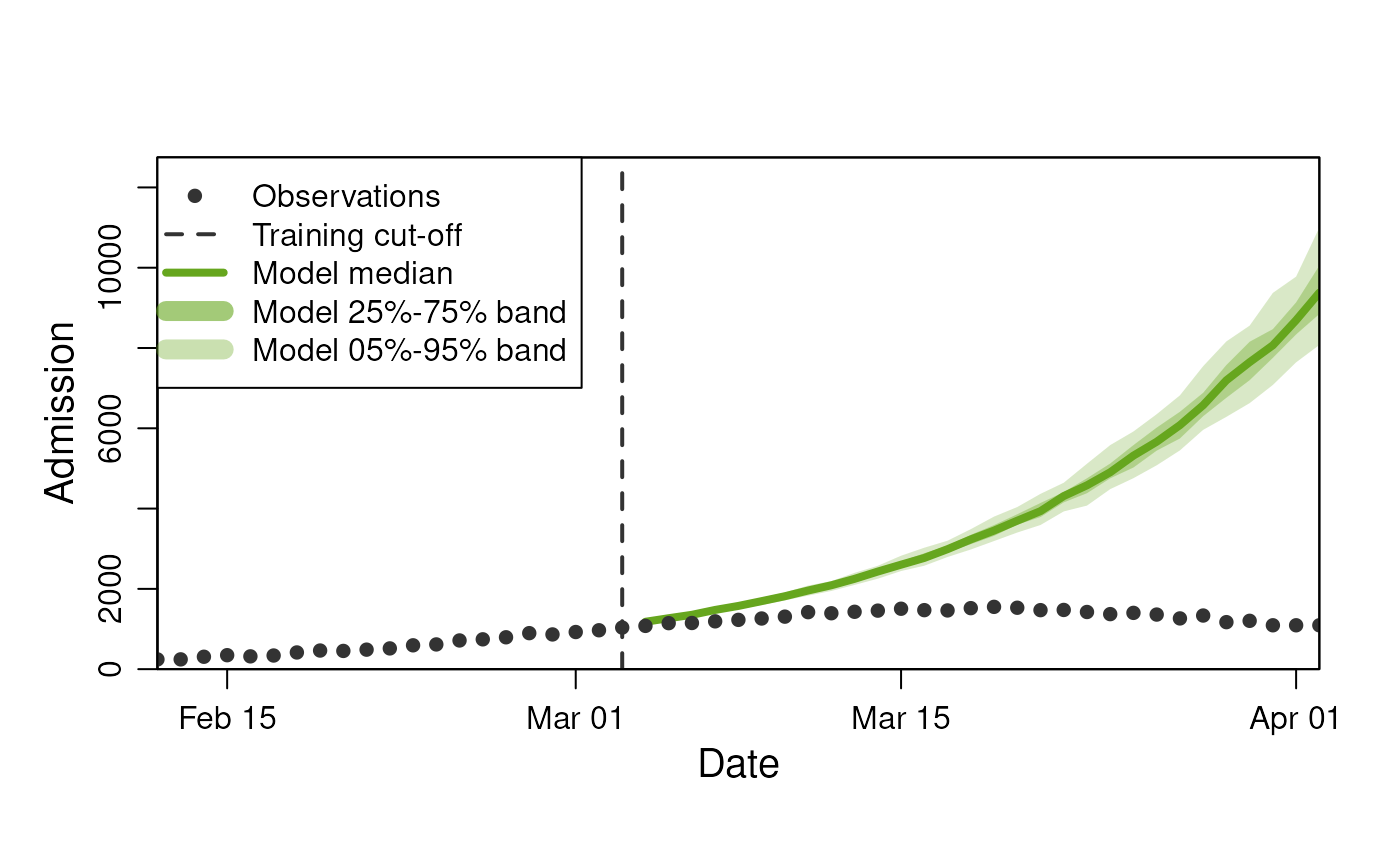 Observations
Training cut-off
Model median
Model 25%-75% band
Model 05%-95% band
Admission
10000
6000
2000
0
Feb 15
Mar 01
Mar 15
Apr 01
Date